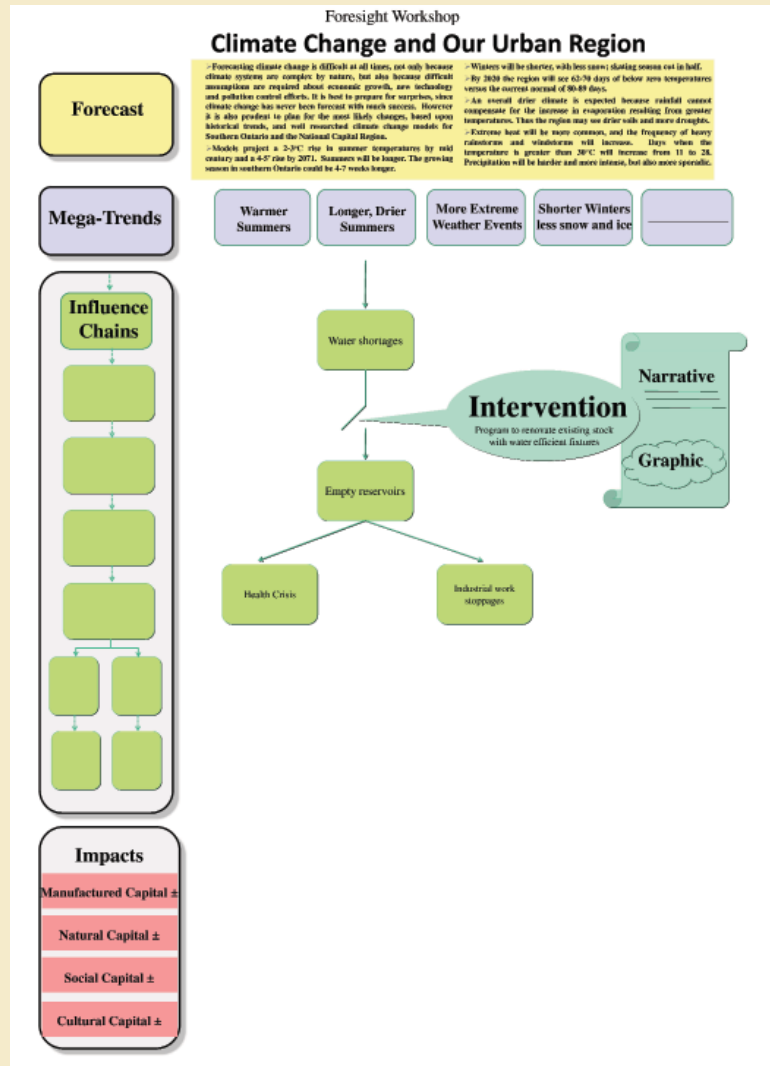 Foresight Workshop
Climate Change and Our Urban Region
Forecast
➢Forecasting climate change is difficult at all times, not only because
climate systems are complex by nature, but also because difficult
assumptions are required about economic growth, new technology
and pollution control efforts. It is best to prepare for surprises, since
climate change has never been forecast with much success. However
it is also prudent to plan for the most likely changes, based upon
historical trends, and well researched climate change models for
Southern Ontario and the National Capital Region.
➢Models project a 2-3°C rise in summer temperatures by mid
century and a 4-5° rise by 2071. Summers will be longer. The growing
season in southern Ontario could be 4-7 weeks longer.
➢Winters will be shorter, with less snow; skating season cut in half.
➢By 2020 the region will see 62-70 days of below zero temperatures
versus the current normal of 80-89 days.
➢An overall drier climate is expected because rainfall cannot
compensate for the increase in evaporation resulting from greater
temperatures. Thus the region may see drier soils and more droughts.
➢Extreme heat will be more common, and the frequency of heavy
rainstorms and windstorms will increase. Days when the
temperature is greater than 30°C will increase from 11 to 28.
Precipitation will be harder and more intense, but also more sporadic.
Mega-Trends
Warmer
Summers
Longer, Drier
Summers
More Extreme
Weather Events
Shorter Winters
less snow and ice
Influence
Chains
Water shortages
Intervention
Program to renovate existing stock
with water efficient fixtures
Narrative
Graphic
Empty reservoirs
Health Crisis
Industrial work
stoppages
Impacts
Manufactured Capital ±
Natural Capital ±
Social Capital ±
Cultural Capital ±